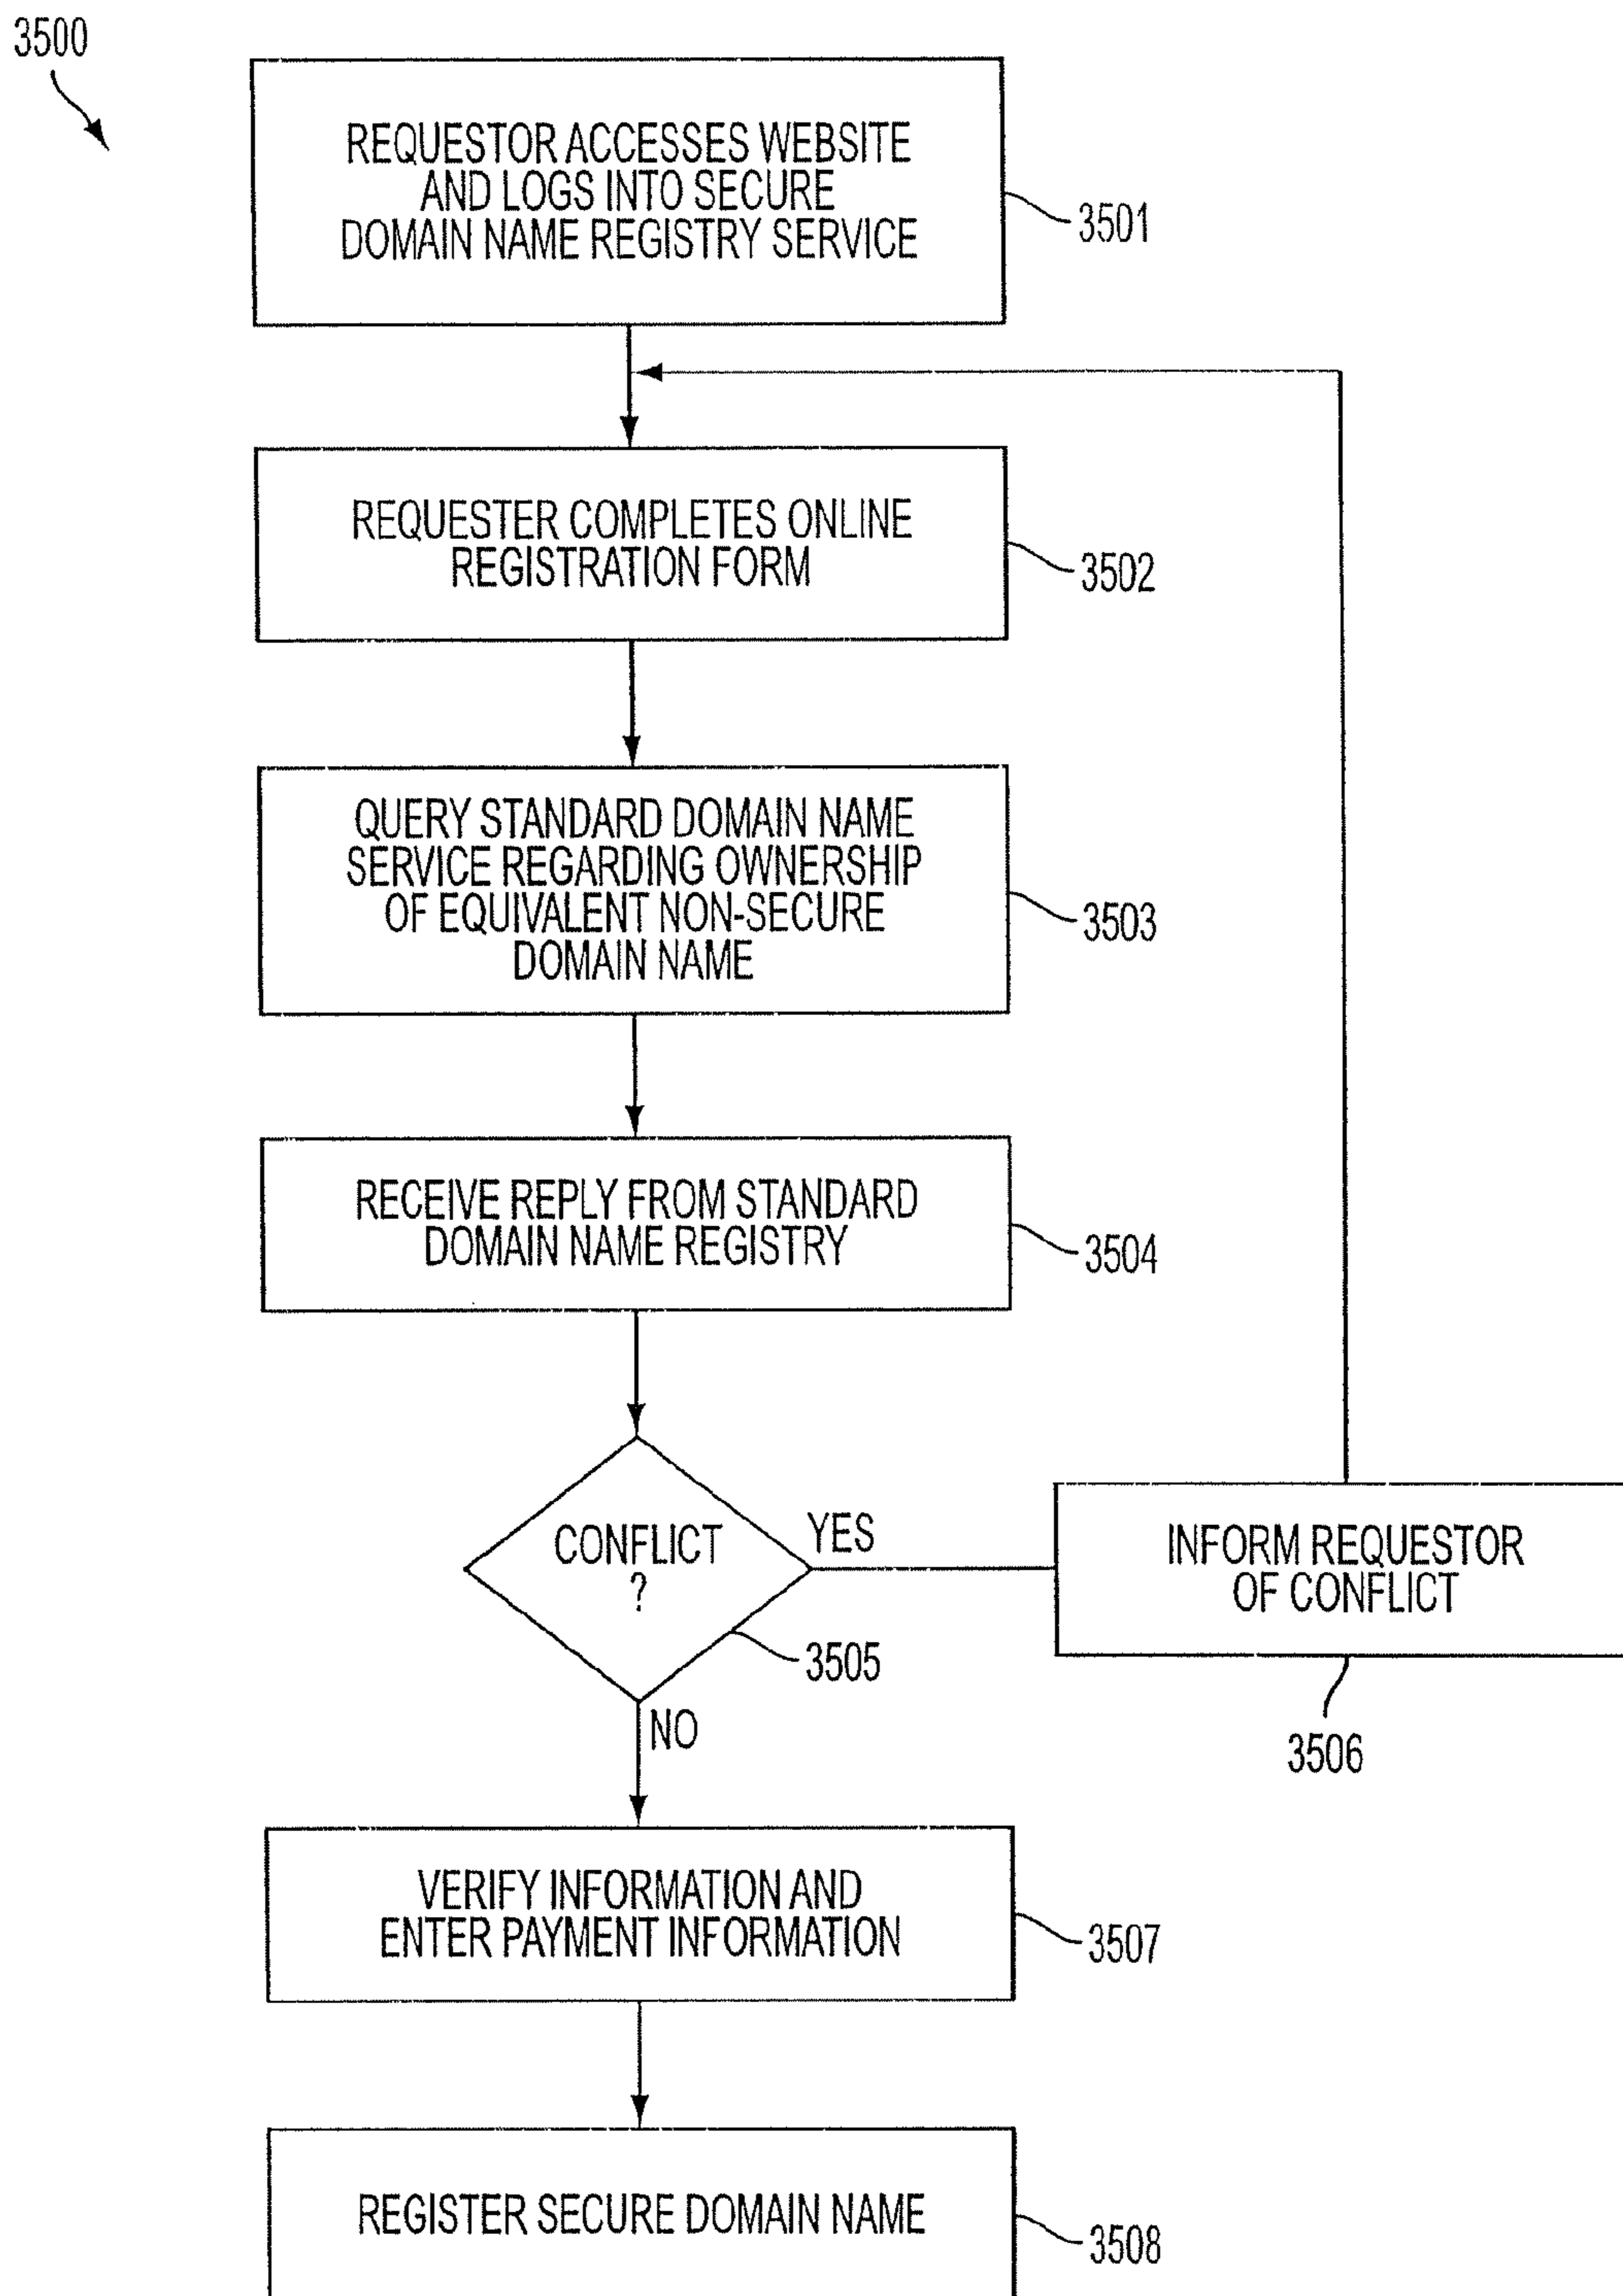 3500
REQUESTOR ACCESSES WEBSITE
AND LOGS INTO SECURE
DOMAIN NAME REGISTRY SERVICE
3501
REQUESTER COMPLETES ONLINE
REGISTRATION FORM
3502
QUERY STANDARD DOMAIN NAME
SERVICE REGARDING OWNERSHIP
OF EQUIVALENT NON-SECURE
DOMAIN NAME
3503
RECEIVE REPLY FROM STANDARD
DOMAIN NAME REGISTRY
3504
CONFLICT
?
YES
3505
NO
INFORM REQUESTOR
OF CONFLICT
3506
VERIFY INFORMATION AND
ENTER PAYMENT INFORMATION
3507
REGISTER SECURE DOMAIN NAME
3508